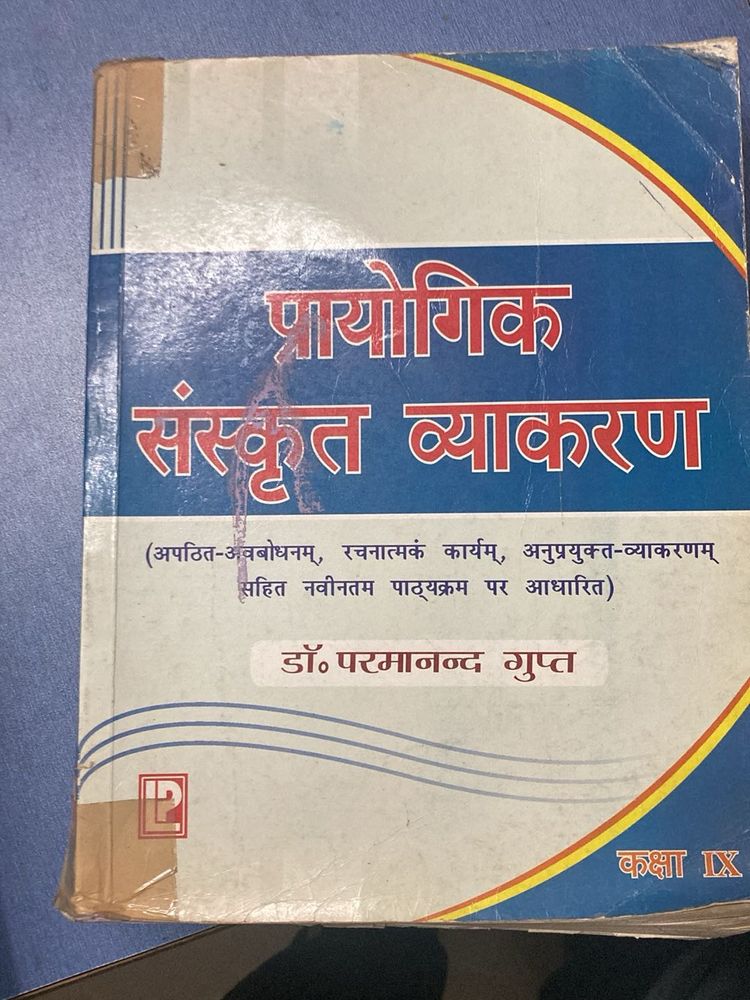 प्रायोगिक
संस्कृत व्याकरण
(अपठित-अवबोधनम्, रचनात्मकं कार्यम्, अनुप्रयुक्त-व्याकरणम्
सहित नवीनतम पाठ्यक्रम पर आधारित)
डॉ॰ परमानन्द गुप्त
LP
कक्षा IX